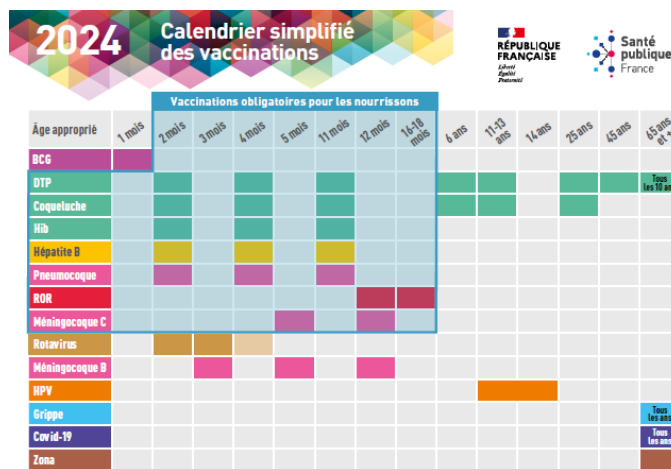 2024
Calendrier simplifié
des vaccinations
RÉPUBLIQUE
FRANÇAISE
Liberté
Égalité
Fraternité
Santé
publique
France
Vaccinations obligatoires pour les nourrissons
Âge approprié
1 mois
2 mois
3 mois
4 mois
5 mois
11 mois
12 mois
16-18
mois
6 ans
11-13
ans
14 ans
25 ans
45 ans
65 ans
et +
BCG
DTP
Tous
les 10 ans
Coqueluche
Hib
Hépatite B
Pneumocoque
ROR
Méningocoque C
Rotavirus
Méningocoque B
HPV
Grippe
Tous
les ans
Covid-19
Tous
les ans
Zona